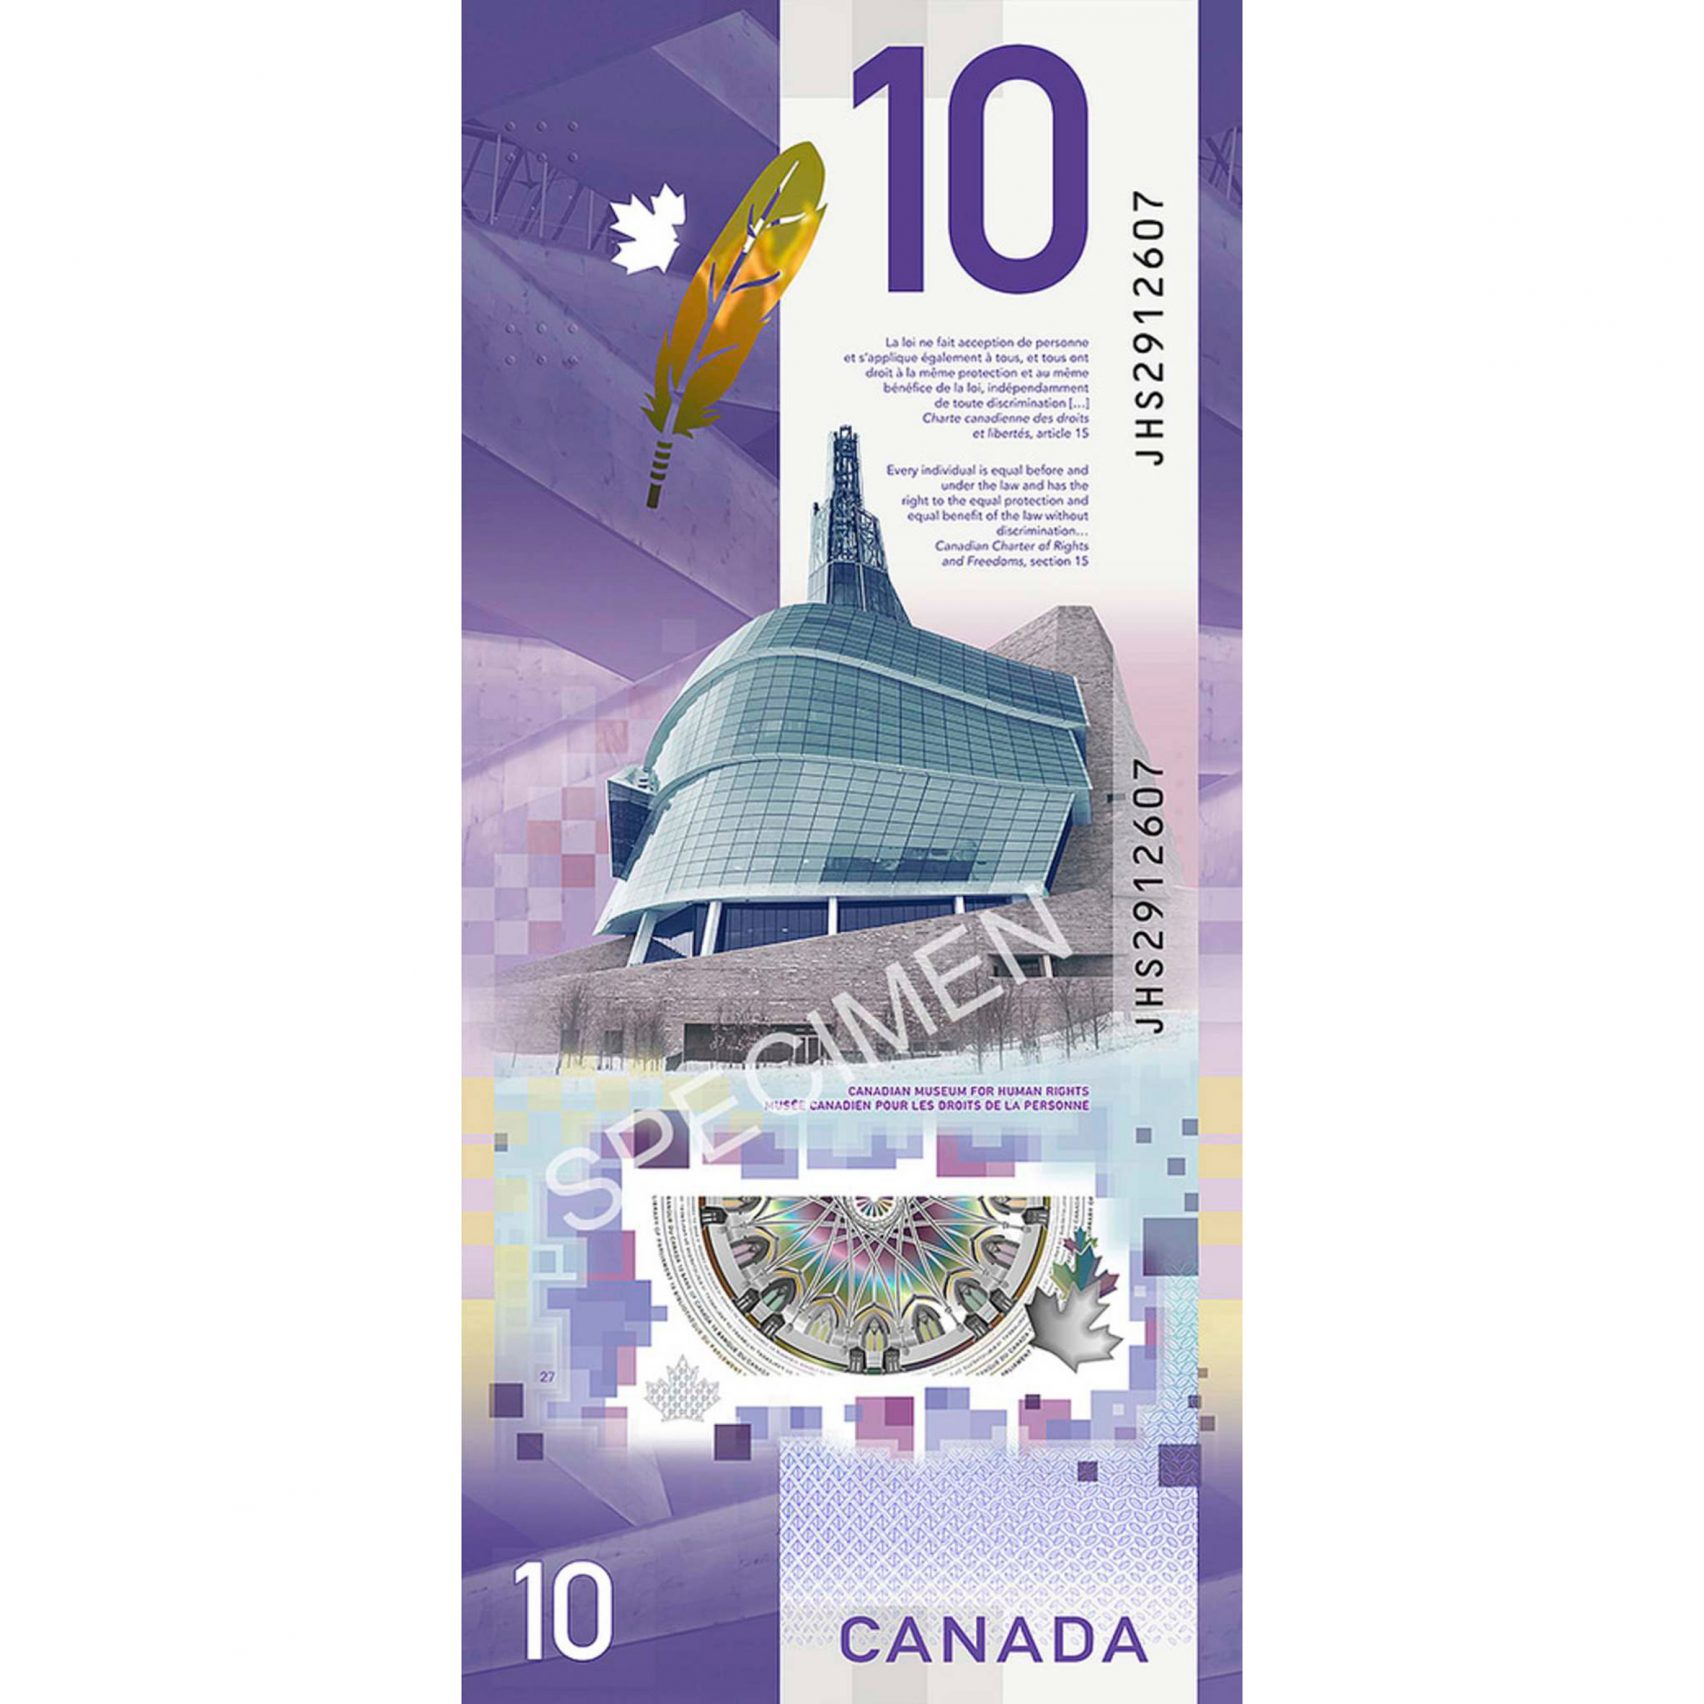 10
JHS2912607
La loi ne fait acception de personne
et s'applique également à tous, et tous ont
droit à la même protection et au même
bénéfice de la loi, indépendamment
de toute discrimination [...]
Charte canadienne des droits
et libertés, article 15
Every individual is equal before and
under the law and has the
right to the equal protection and
equal benefit of the law without
discrimination...
Canadian Charter of Rights
and Freedoms, section 15
JHS2912607
SPECIMEN
CANADIAN MUSEUM FOR HUMAN RIGHTS
MUSÉE CANADIEN POUR LES DROITS DE LA PERSONNE
27
10
CANADA